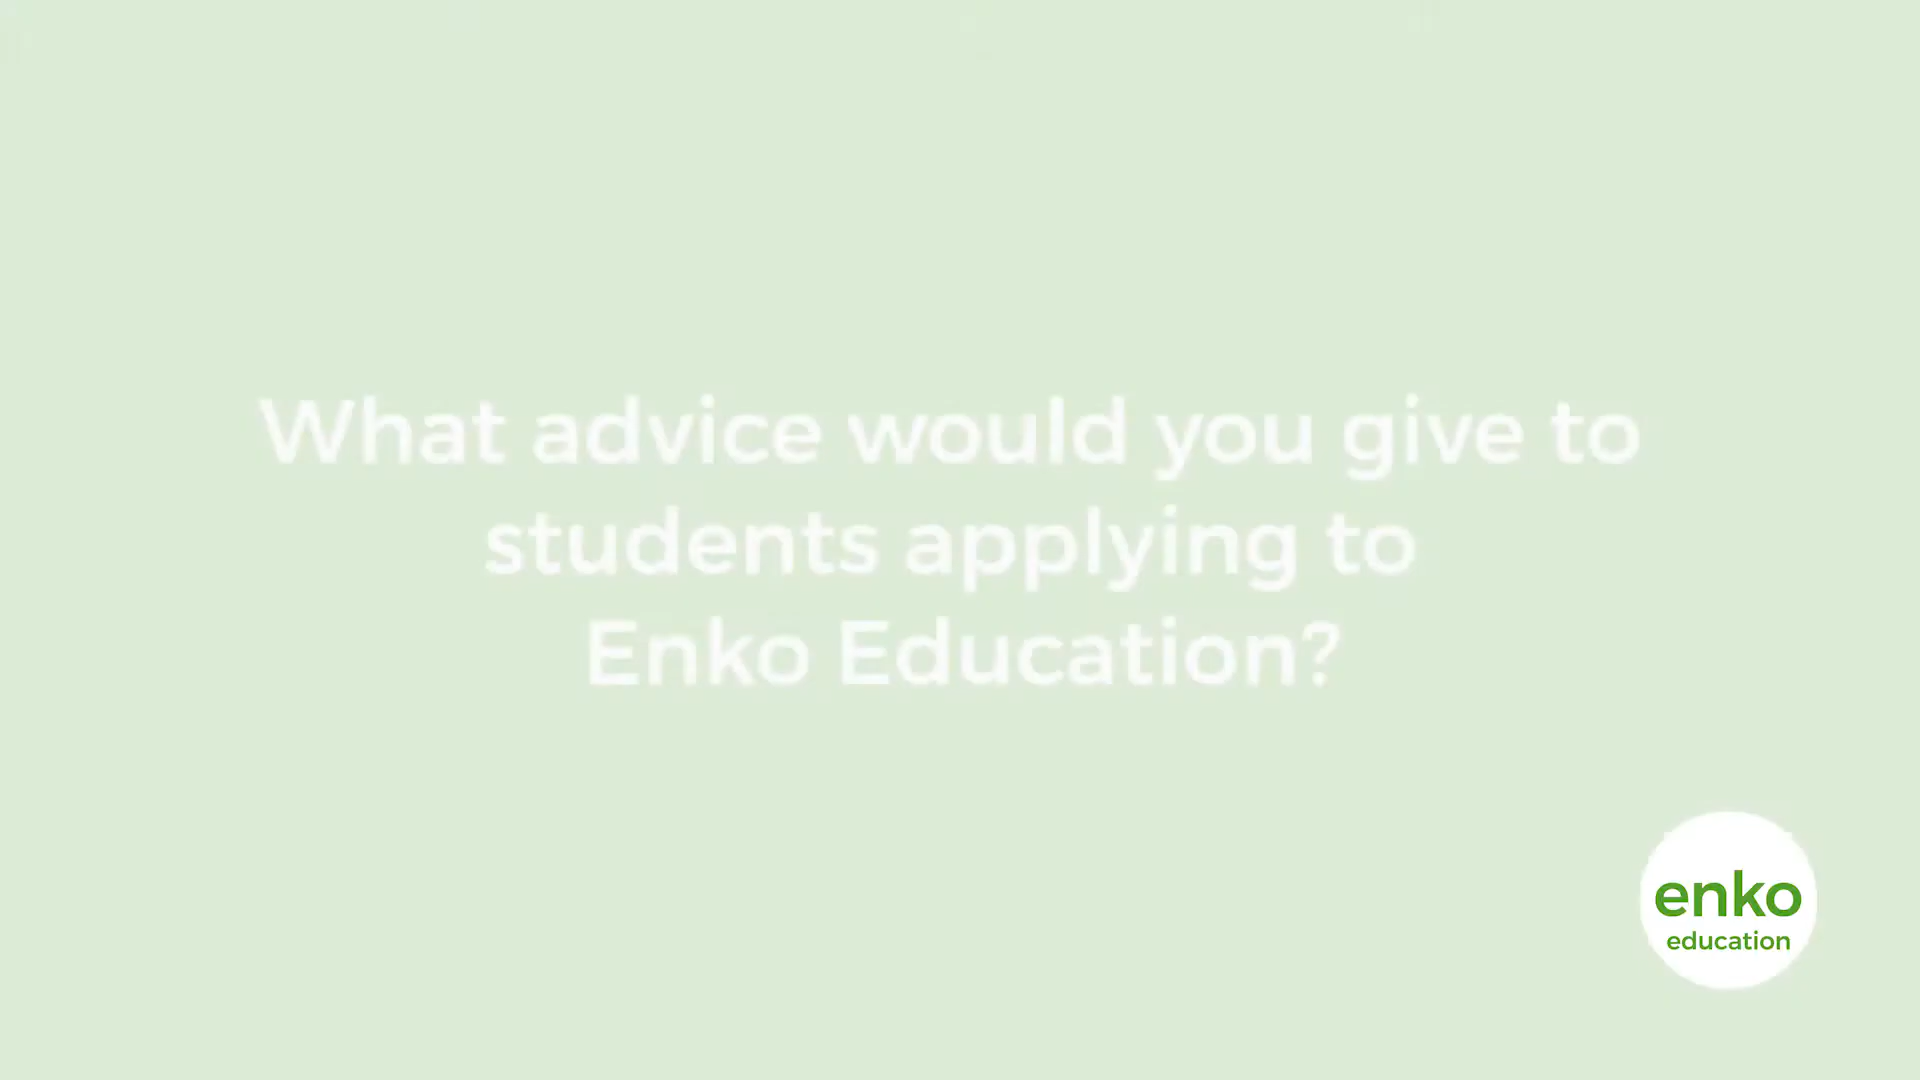 What advice would you give to
students applying to
Enko Education?
enko
education